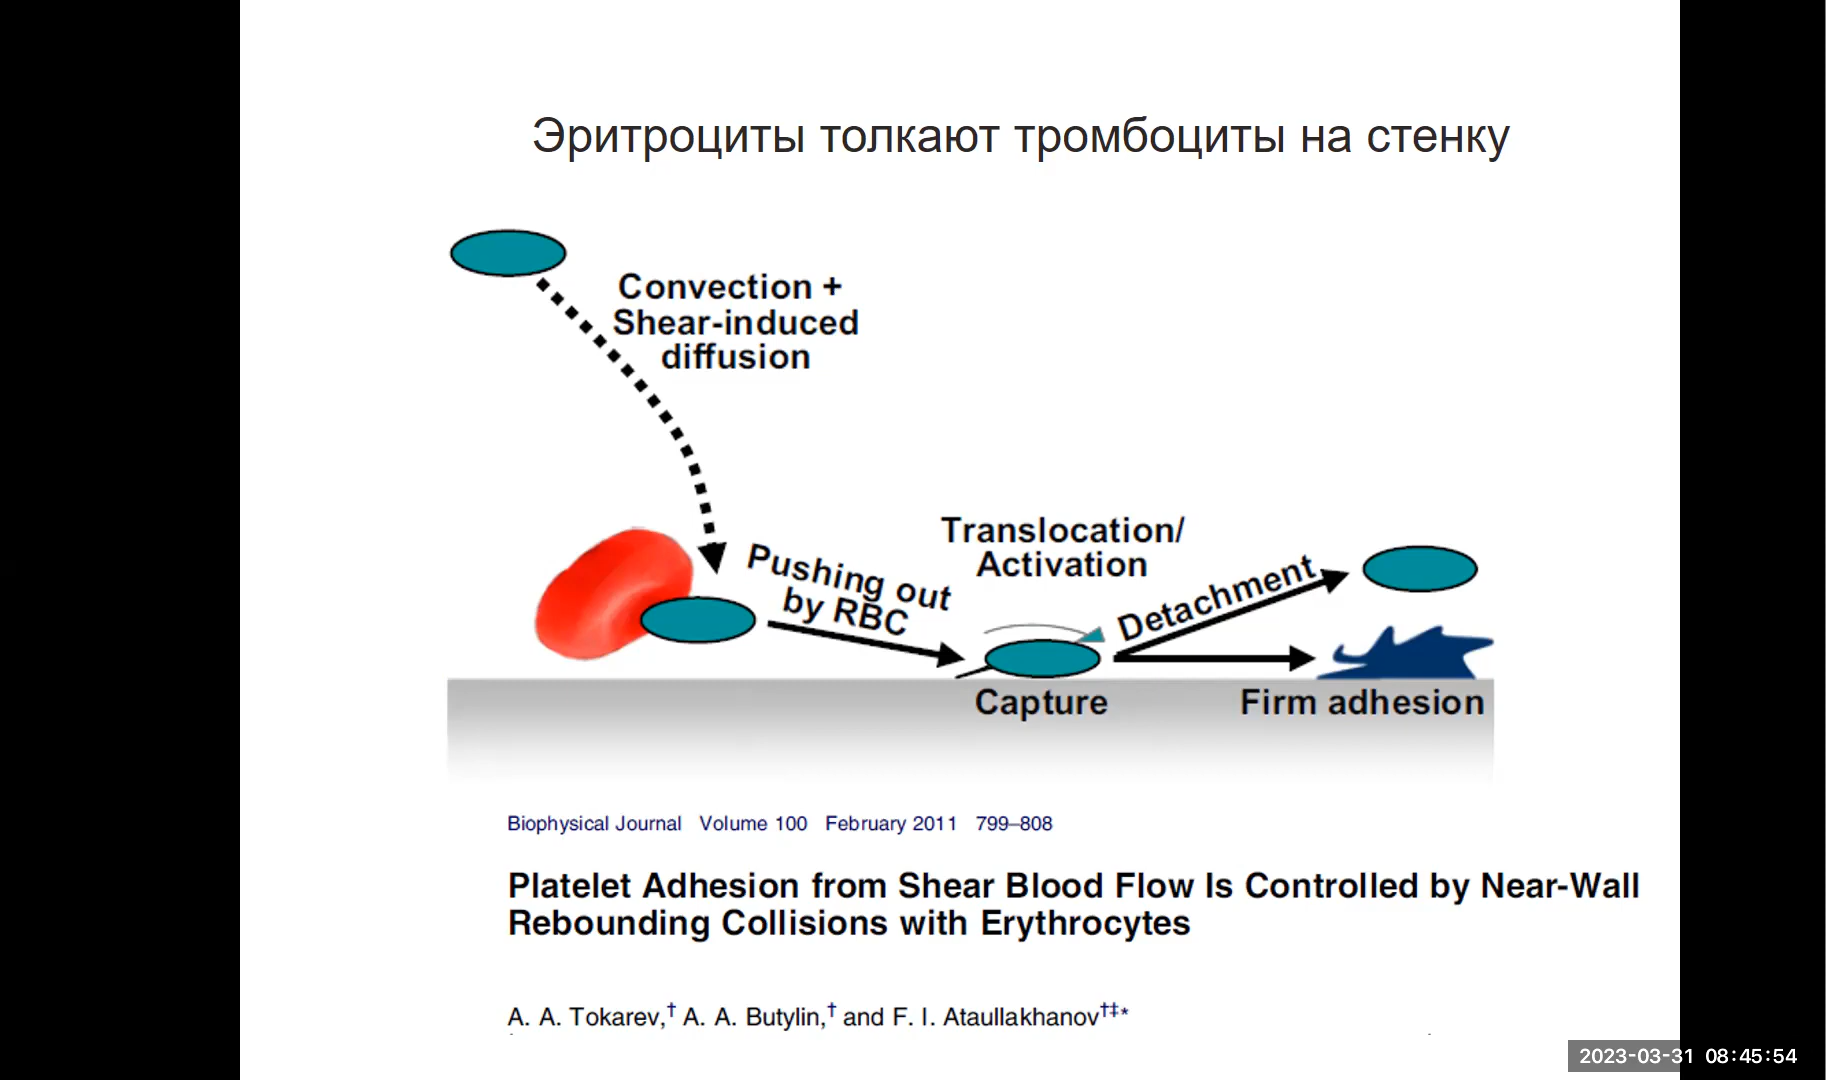 Эритроциты толкают тромбоциты на стенку
Convection +
Shear-induced
diffusion
Pushing out
by RBC
Translocation/
Activation
Detachment
Capture
Firm adhesion
Biophysical Journal Volume 100 February 2011 799–808
Platelet Adhesion from Shear Blood Flow Is Controlled by Near-Wall
Rebounding Collisions with Erythrocytes
A. A. Tokarev,† A. A. Butylin,† and F. I. Ataullakhanov†‡*
2023-03-31 08:45:54